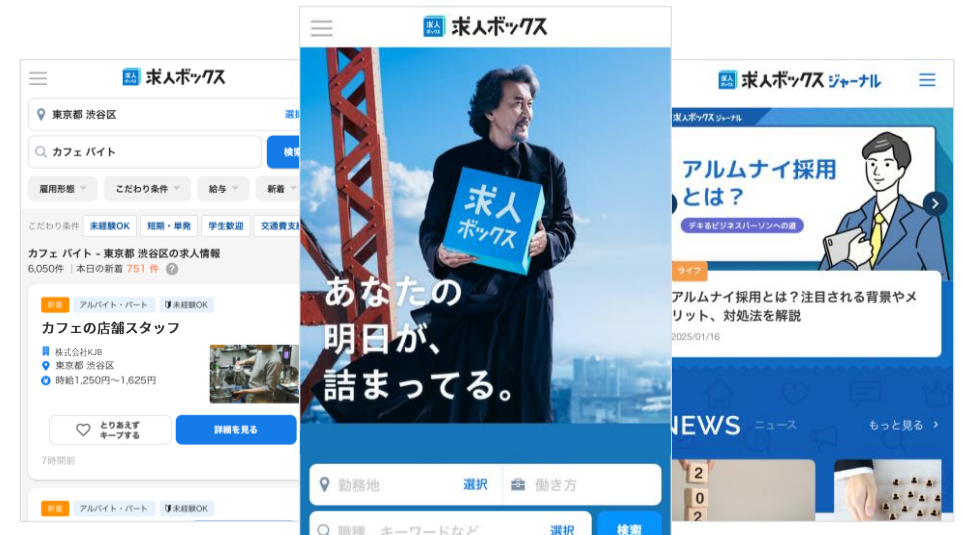 求人ボックス
東京都 渋谷区
選択
カフェ バイト
検索
雇用形態
こだわり条件
給与
新着
こだわり条件
未経験OK
短期・単発
学生歓迎
交通費支
カフェ バイト - 東京都 渋谷区の求人情報
6,050件 | 本日の新着 751 件 ?
新着 アルバイト・パート 未経験OK
カフェの店舗スタッフ
株式会社KJB
東京都 渋谷区
時給1,250円〜1,625円
とりあえず
キープする
詳細を見る
7時間前
新着 アルバイト・パート 未経験OK
求人ボックス
求人
ボックス
あなたの
明日が、
詰まってる。
勤務地
選択
働き方
職種、キーワードなど
選択
検索
求人ボックス ジャーナル
求人ボックス ジャーナル
アルムナイ採用
とは？
デキるビジネスパーソンへの道
ライフ
アルムナイ採用とは？注目される背景やメ
リット、対処法を解説
2025/01/16
NEWS ニュース
もっと見る
2
0
2